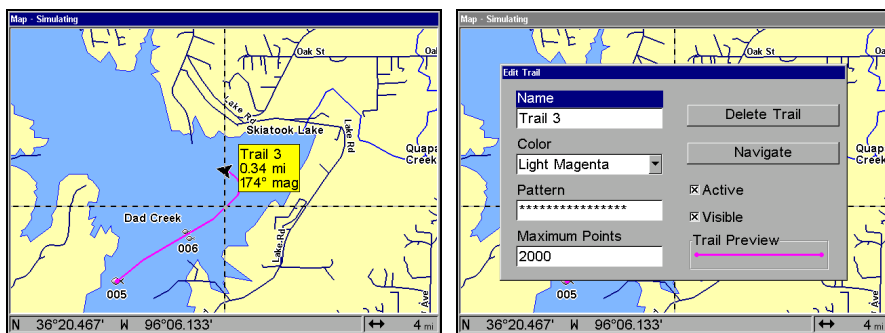 Map - Simulating
Oak St
Oa
Lake Rd
Skiatook Lake
Lake Rd
Quapa
Creek
Trail 3
0.34 mi
174° mag
Dad Creek
006
Lake Rd
005
Ave
N 36°20.467' W 96°06.133'
4 mi
Map - Simulating
Oak St
Oal
Edit Trail
Name
Trail 3
Delete Trail
Color
Light Magenta
Navigate
Quapa
Creek
Pattern
****************
Active
Visible
Maximum Points
2000
Trail Preview
005
Ave
N 36°20.467' W 96°06.133'
4 mi